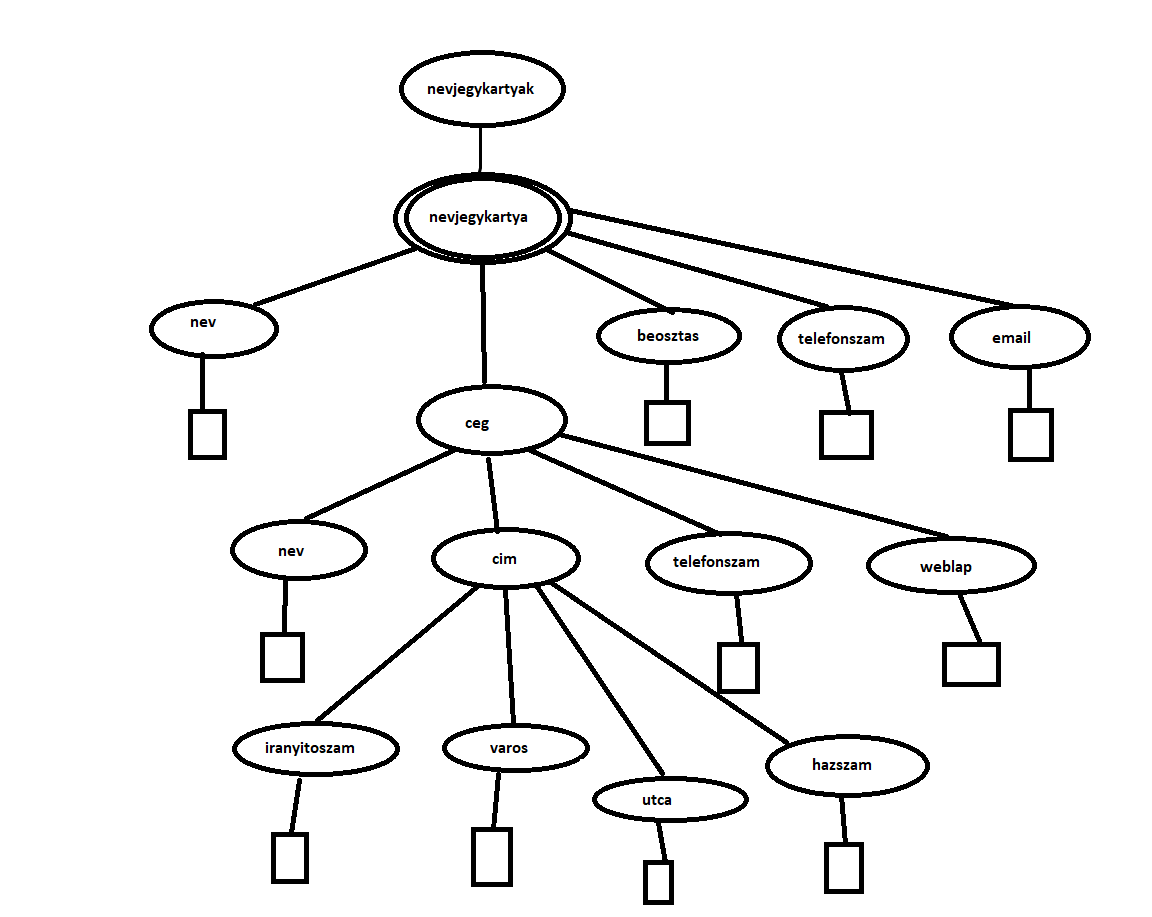 nevjegykartyak
nevjegykartya
nev
beosztas
telefonszam
email
ceg
nev
cim
telefonszam
weblap
iranyitoszam
varos
utca
hazszam